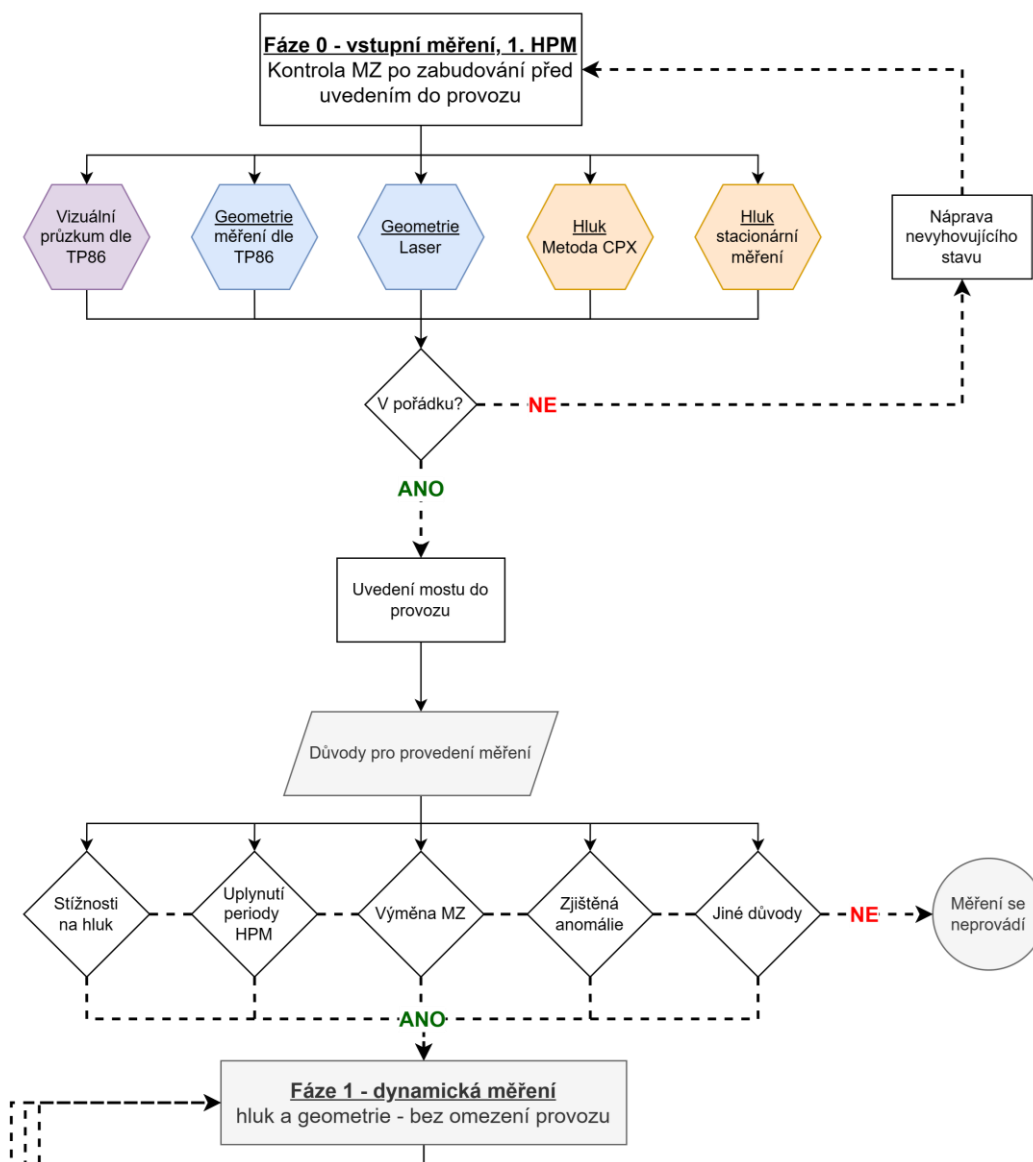 Fáze 0 - vstupní měření, 1. HPM
Kontrola MZ po zabudování před
uvedením do provozu
Vizuální
průzkum dle
TP86
Geometrie
měření dle
TP86
Geometrie
Laser
Hluk
Metoda CPX
Hluk
stacionární
měření
Náprava
nevyhovujícího
stavu
V pořádku?
NE
ANO
Uvedení mostu do
provozu
Důvody pro provedení měření
Stížnosti
na hluk
Uplynutí
periody
HPM
Výměna MZ
Zjištěná
anomálie
Jiné důvody
NE
Měření se
neprovádí
ANO
Fáze 1 - dynamická měření
hluk a geometrie - bez omezení provozu